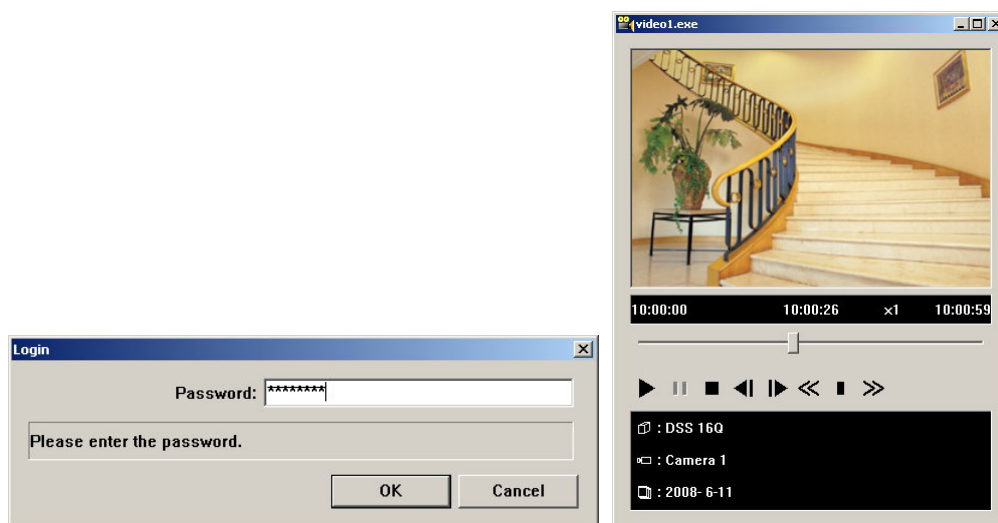 Login
Password: ********
Please enter the password.
OK Cancel
video1.exe
10:00:00 10:00:26 ×1 10:00:59
: DSS 16Q
: Camera 1
: 2008- 6-11